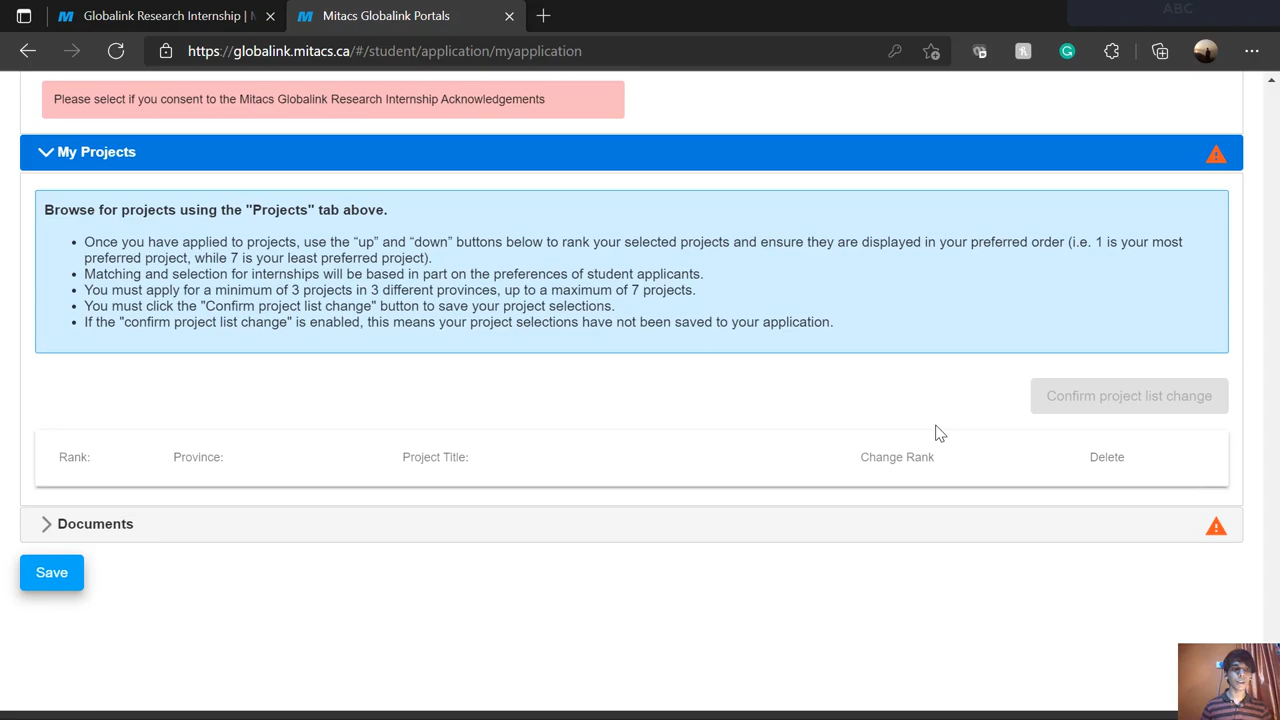 ABC
Globalink Research Internship | M
Mitacs Globalink Portals
https://globalink.mitacs.ca/#/student/application/myapplication
Please select if you consent to the Mitacs Globalink Research Internship Acknowledgements
My Projects
Browse for projects using the "Projects" tab above.
• Once you have applied to projects, use the “up” and “down” buttons below to rank your selected projects and ensure they are displayed in your preferred order (i.e. 1 is your most
preferred project, while 7 is your least preferred project).
• Matching and selection for internships will be based in part on the preferences of student applicants.
• You must apply for a minimum of 3 projects in 3 different provinces, up to a maximum of 7 projects.
• You must click the "Confirm project list change" button to save your project selections.
• If the "confirm project list change" is enabled, this means your project selections have not been saved to your application.
Confirm project list change
Rank: Province: Project Title: Change Rank Delete
Documents
Save